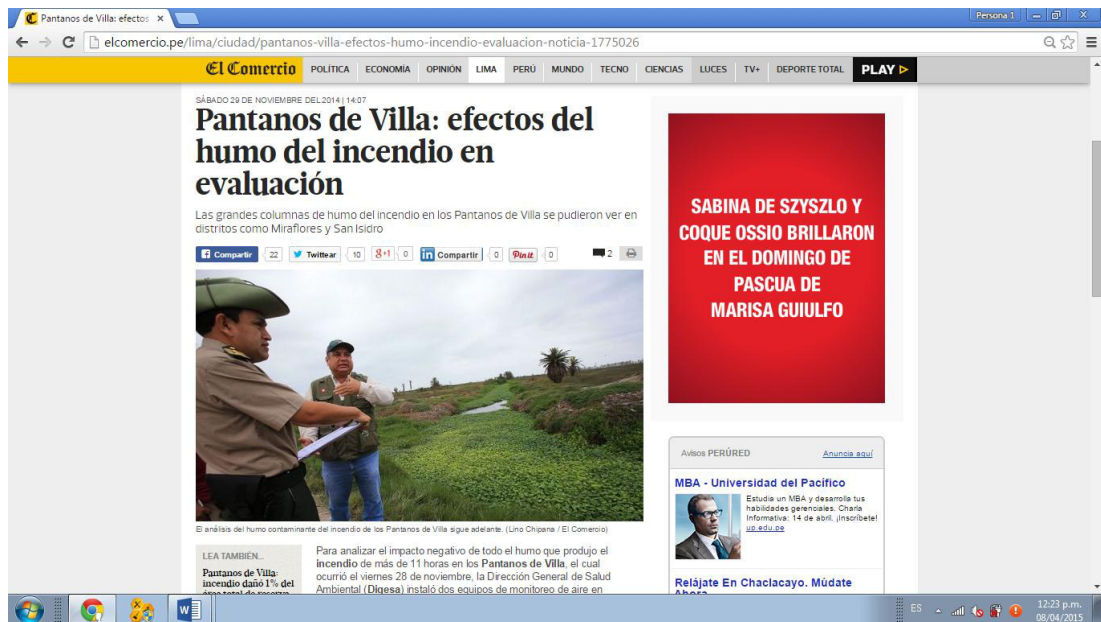 Pantanos de Villa: efectos
Persona 1
elcomercio.pe/lima/ciudad/pantanos-villa-efectos-humo-incendio-evaluacion-noticia-1775026
El Comercio POLÍTICA ECONOMÍA OPINIÓN LIMA PERÚ MUNDO TECNO CIENCIAS LUCES TV+ DEPORTE TOTAL PLAY
SÁBADO 29 DE NOVIEMBRE DEL 2014 | 14:07
Pantanos de Villa: efectos del
humo del incendio en
evaluación
Las grandes columnas de humo del incendio en los Pantanos de Villa se pudieron ver en
distritos como Miraflores y San Isidro
Compartir 22 Twittear 10 g+1 0 in Compartir 0 Pin it 0 2
El análisis del humo contaminante del incendio de los Pantanos de Villa sigue adelante. (Lino Chipana / El Comercio)
LEA TAMBIÉN...
Pantanos de Villa:
incendio dañó 1% del
área total de reserva
Para analizar el impacto negativo de todo el humo que produjo el
incendio de más de 11 horas en los Pantanos de Villa, el cual
ocurrió el viernes 28 de noviembre, la Dirección General de Salud
Ambiental (Digesa) instaló dos equipos de monitoreo de aire en
SABINA DE SZYSZLO Y
COQUE OSSIO BRILLARON
EN EL DOMINGO DE
PASCUA DE
MARISA GUIULFO
Avisos PERÚRED Anuncia aquí
MBA - Universidad del Pacífico
Estudia un MBA y desarrolla tus
habilidades gerenciales. Charla
Informativa: 14 de abril. ¡Inscríbete!
up.edu.pe
Relájate En Chaclacayo. Múdate
Ahora
ES
12:23 p.m.
08/04/2015